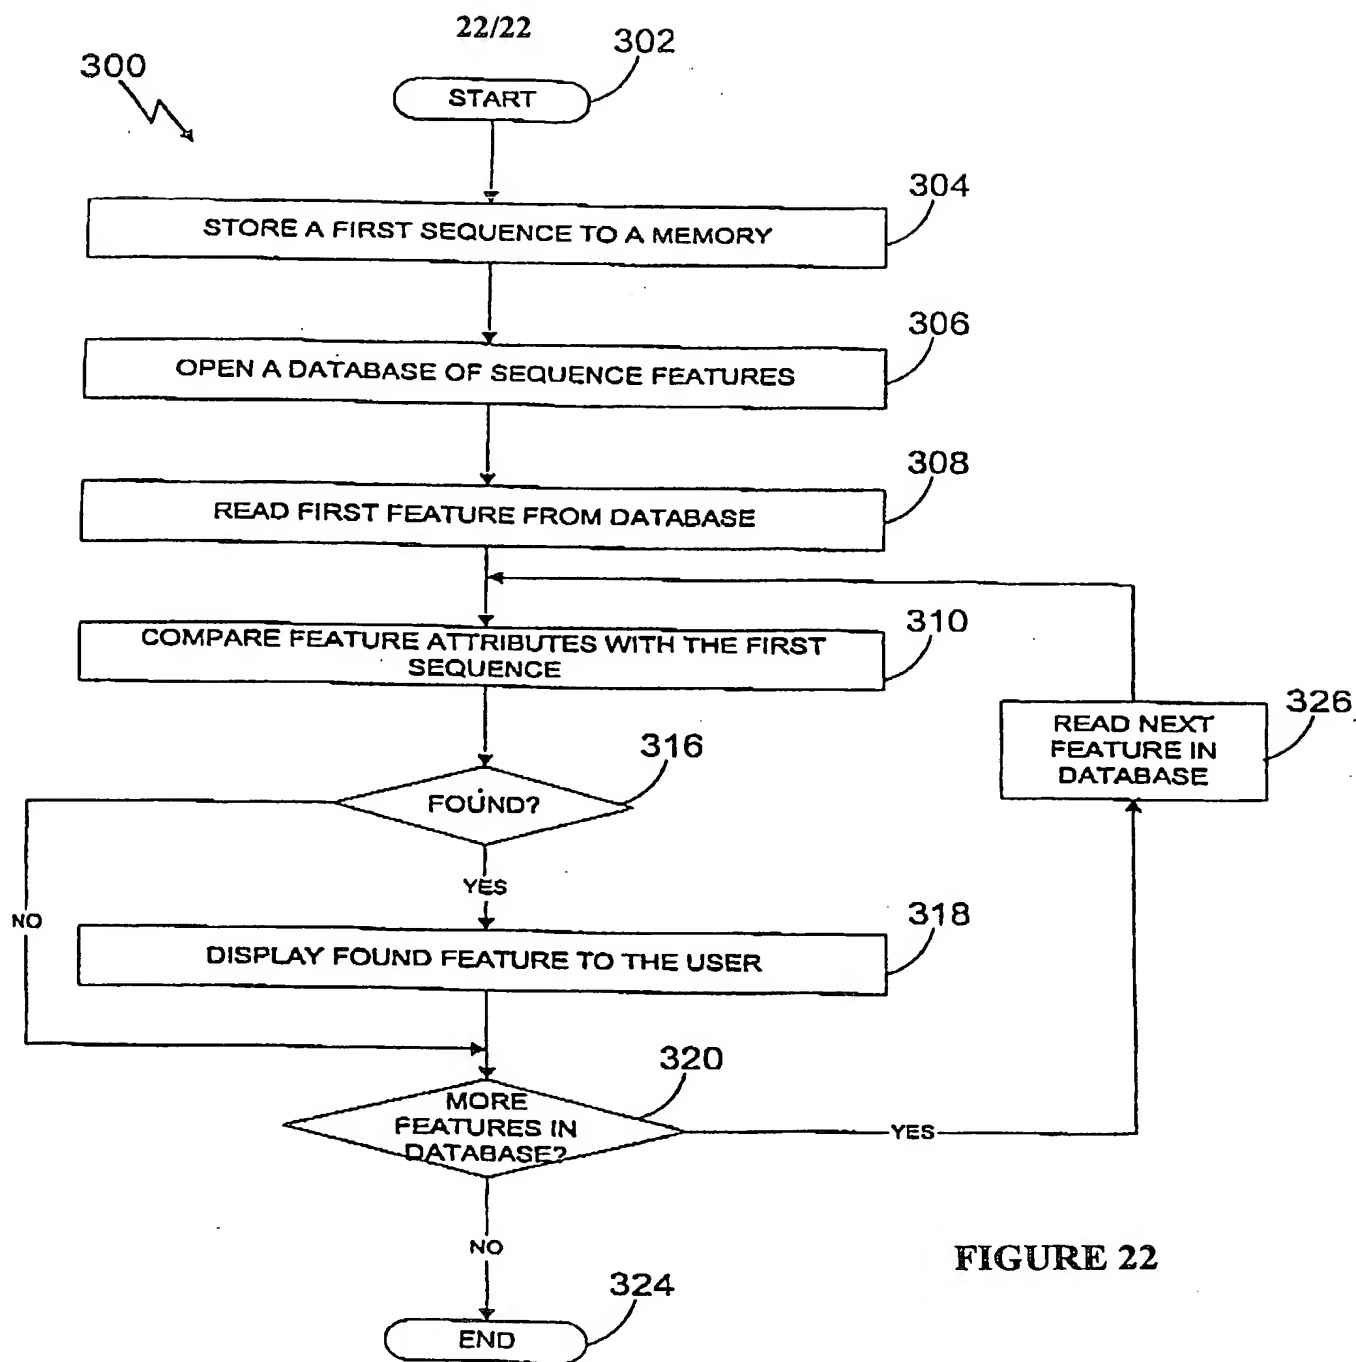 22/22
300
302
START
304
STORE A FIRST SEQUENCE TO A MEMORY
306
OPEN A DATABASE OF SEQUENCE FEATURES
308
READ FIRST FEATURE FROM DATABASE
310
COMPARE FEATURE ATTRIBUTES WITH THE FIRST
SEQUENCE
326
READ NEXT
FEATURE IN
DATABASE
316
FOUND?
YES
NO
318
DISPLAY FOUND FEATURE TO THE USER
320
MORE
FEATURES IN
DATABASE?
YES
NO
FIGURE 22
324
END